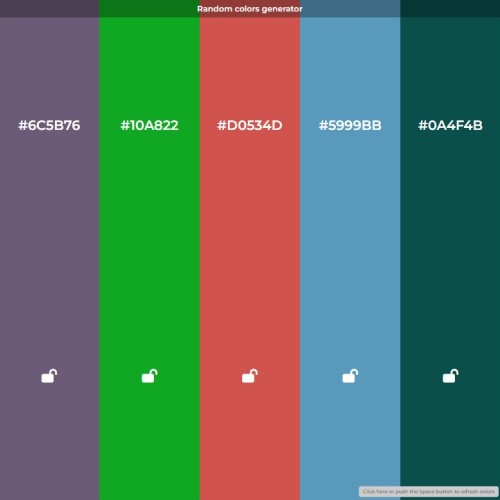 Random colors generator
#6C5B76
#10A822
#D0534D
#5999BB
#0A4F4B
Click here or push the Space button to refresh colors